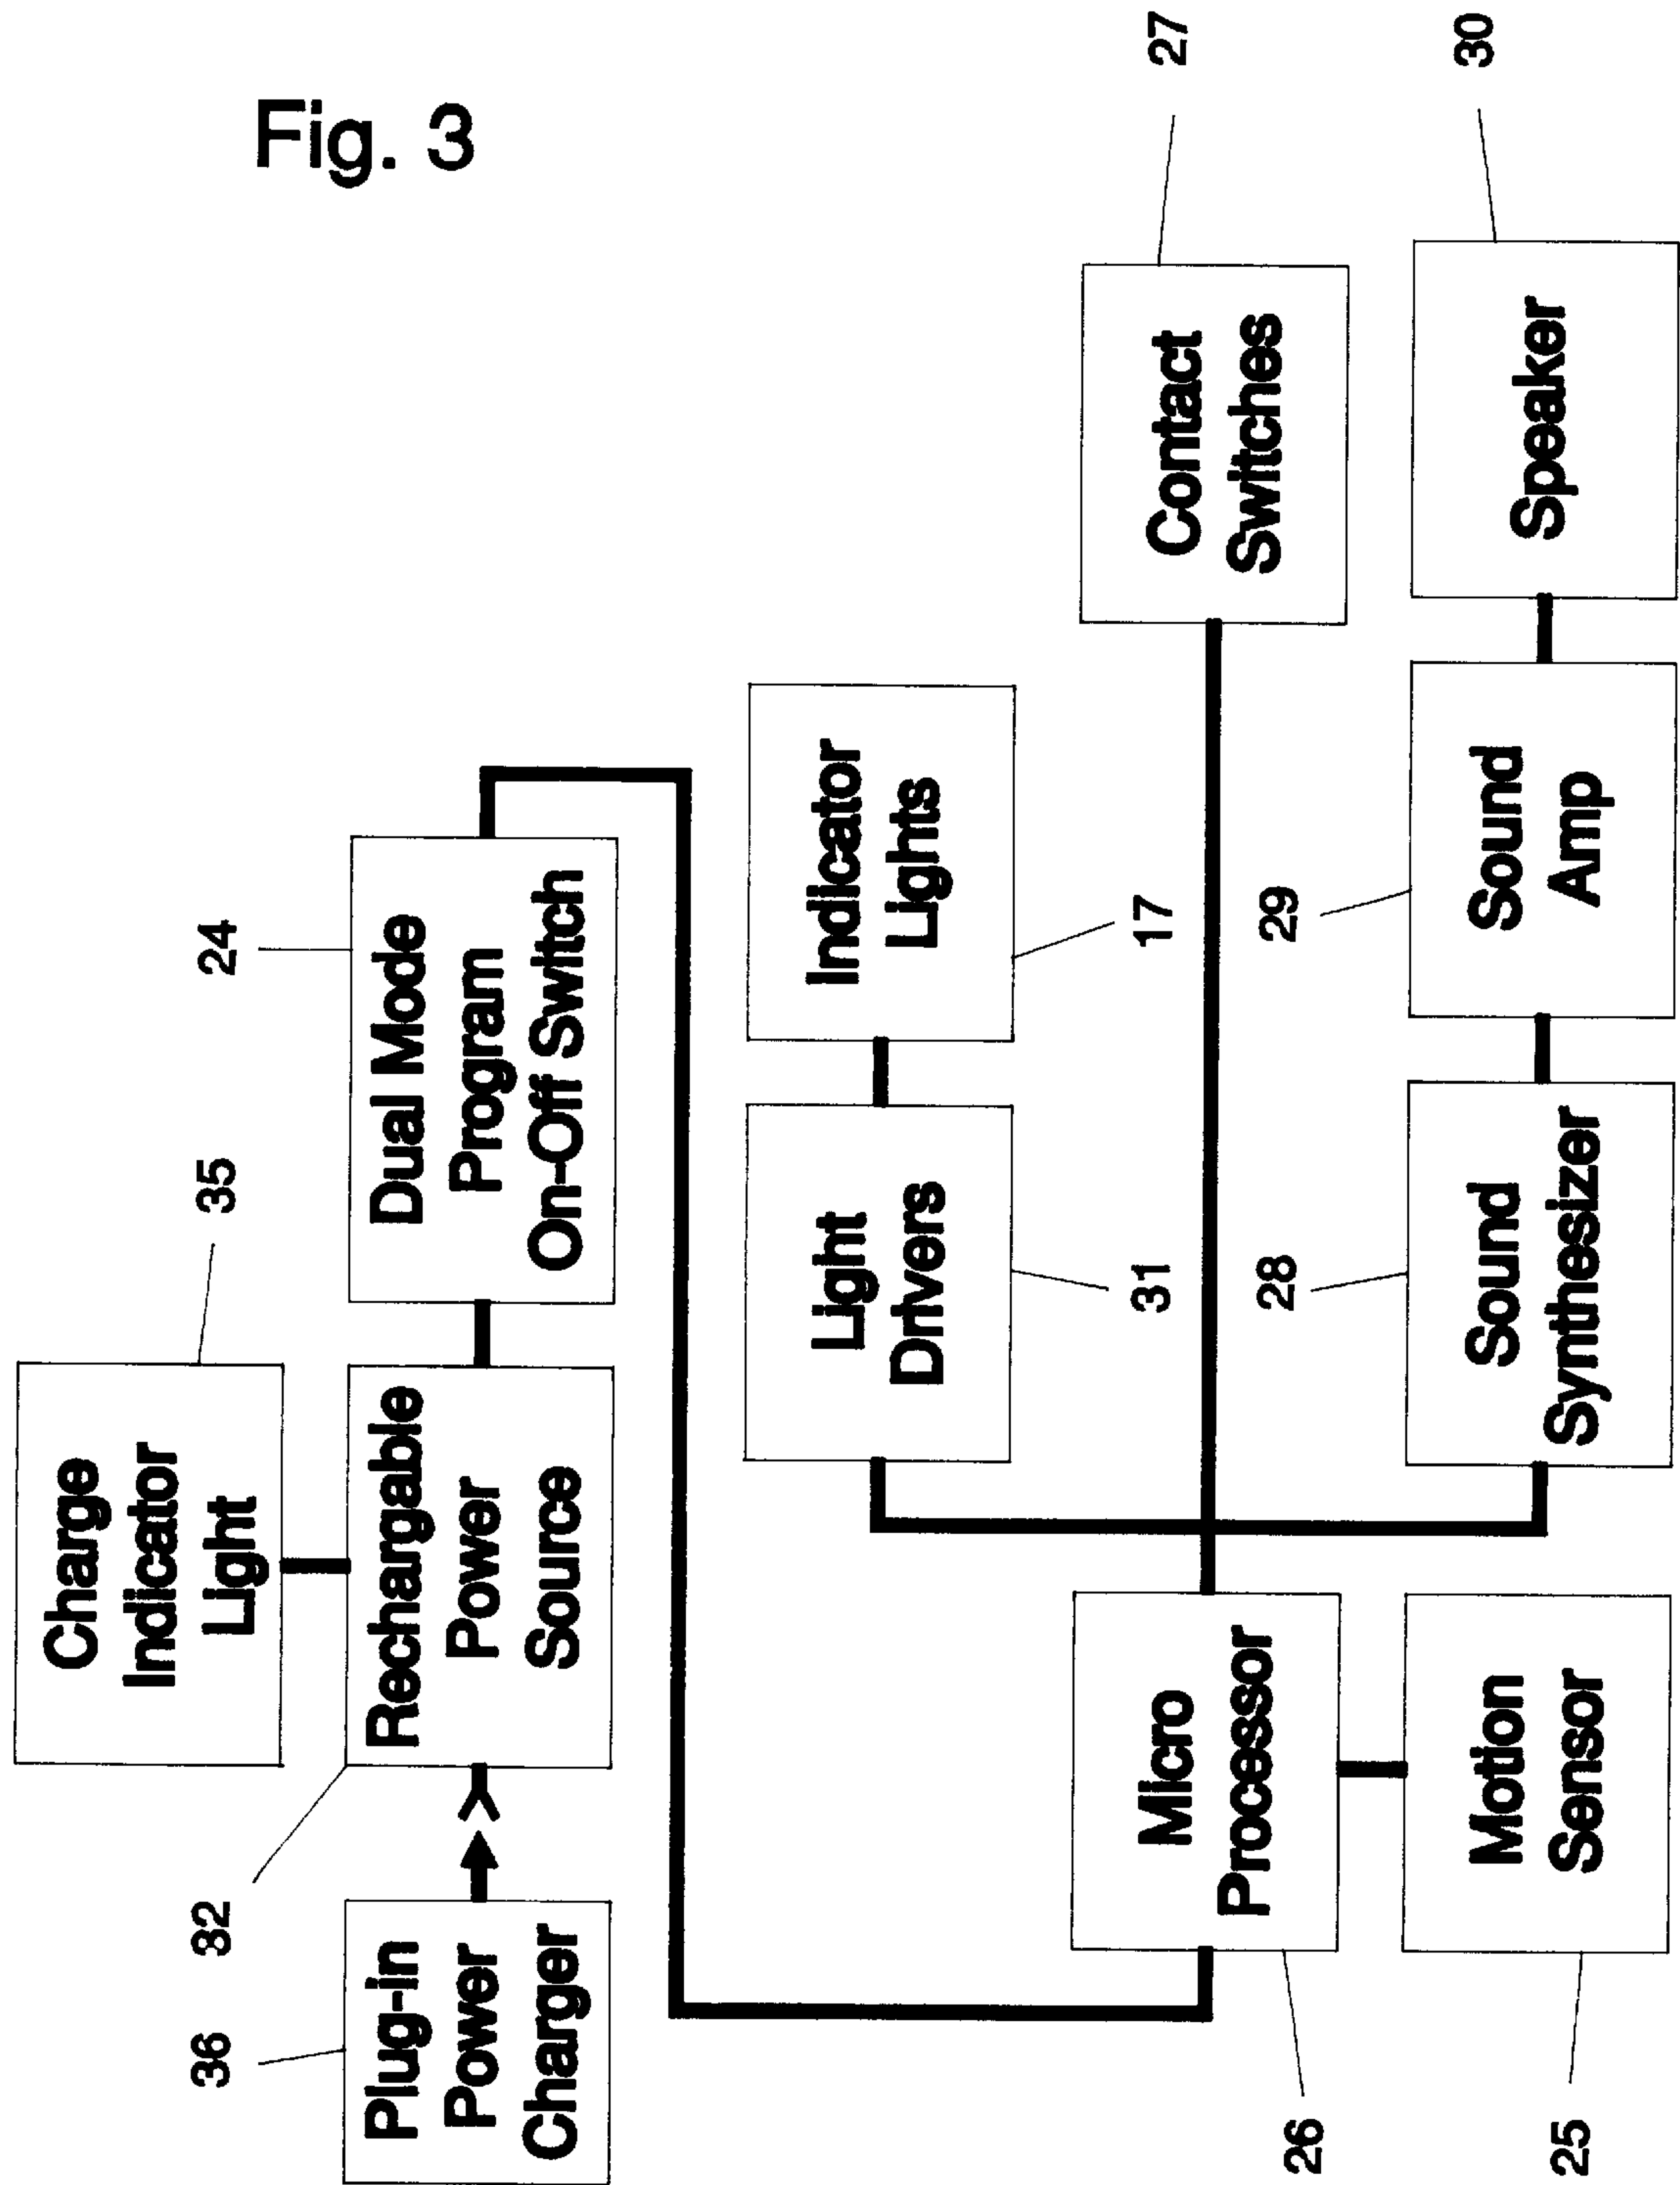 Fig. 3
35
Charge
Indicator
Light
36
32
24
Plug-in
Power
Charger
Rechargable
Power
Source
Dual Mode
Program
On-Off Switch
Light
Drivers
Indicator
Lights
31
17
27
Micro
Processor
Contact
Switches
26
28
29
30
Motion
Sensor
Sound
Synthesizer
Sound
Amp
Speaker
25